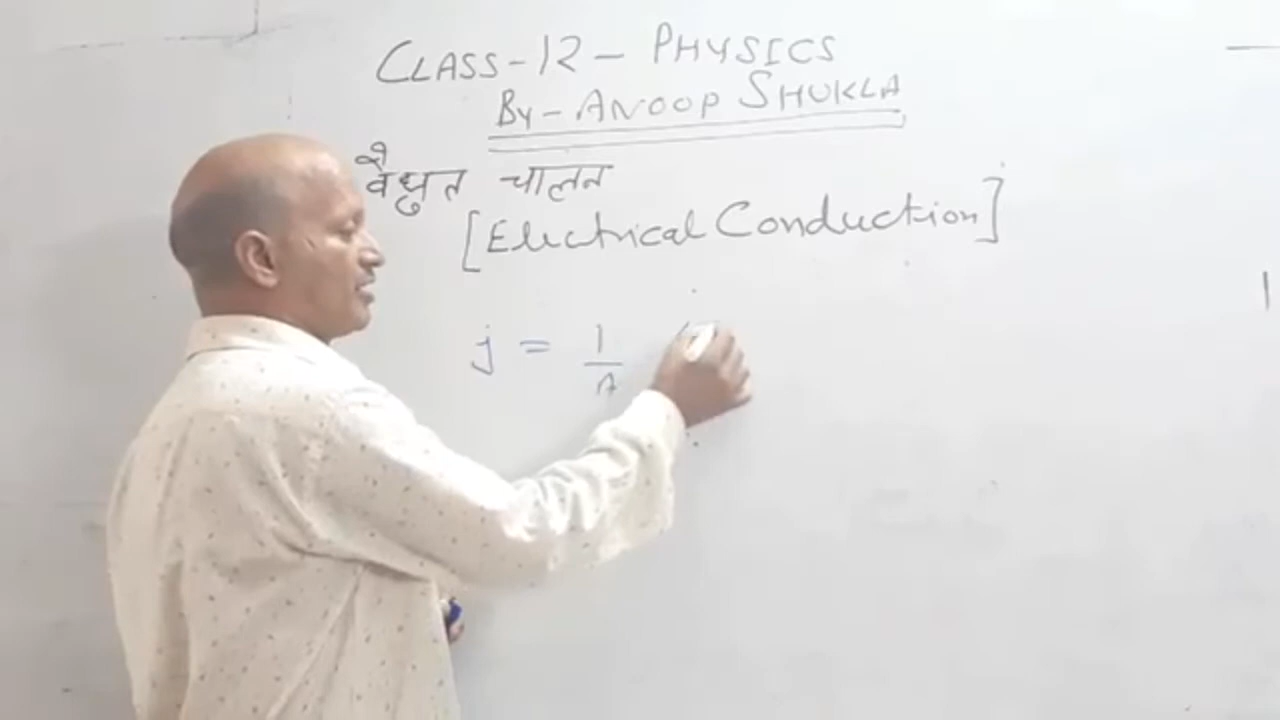 CLASS-12- PHYSICS
By- ANOOP SHUKLA
वैधुत चालन
[Electrical Conduction]
j = 1/A